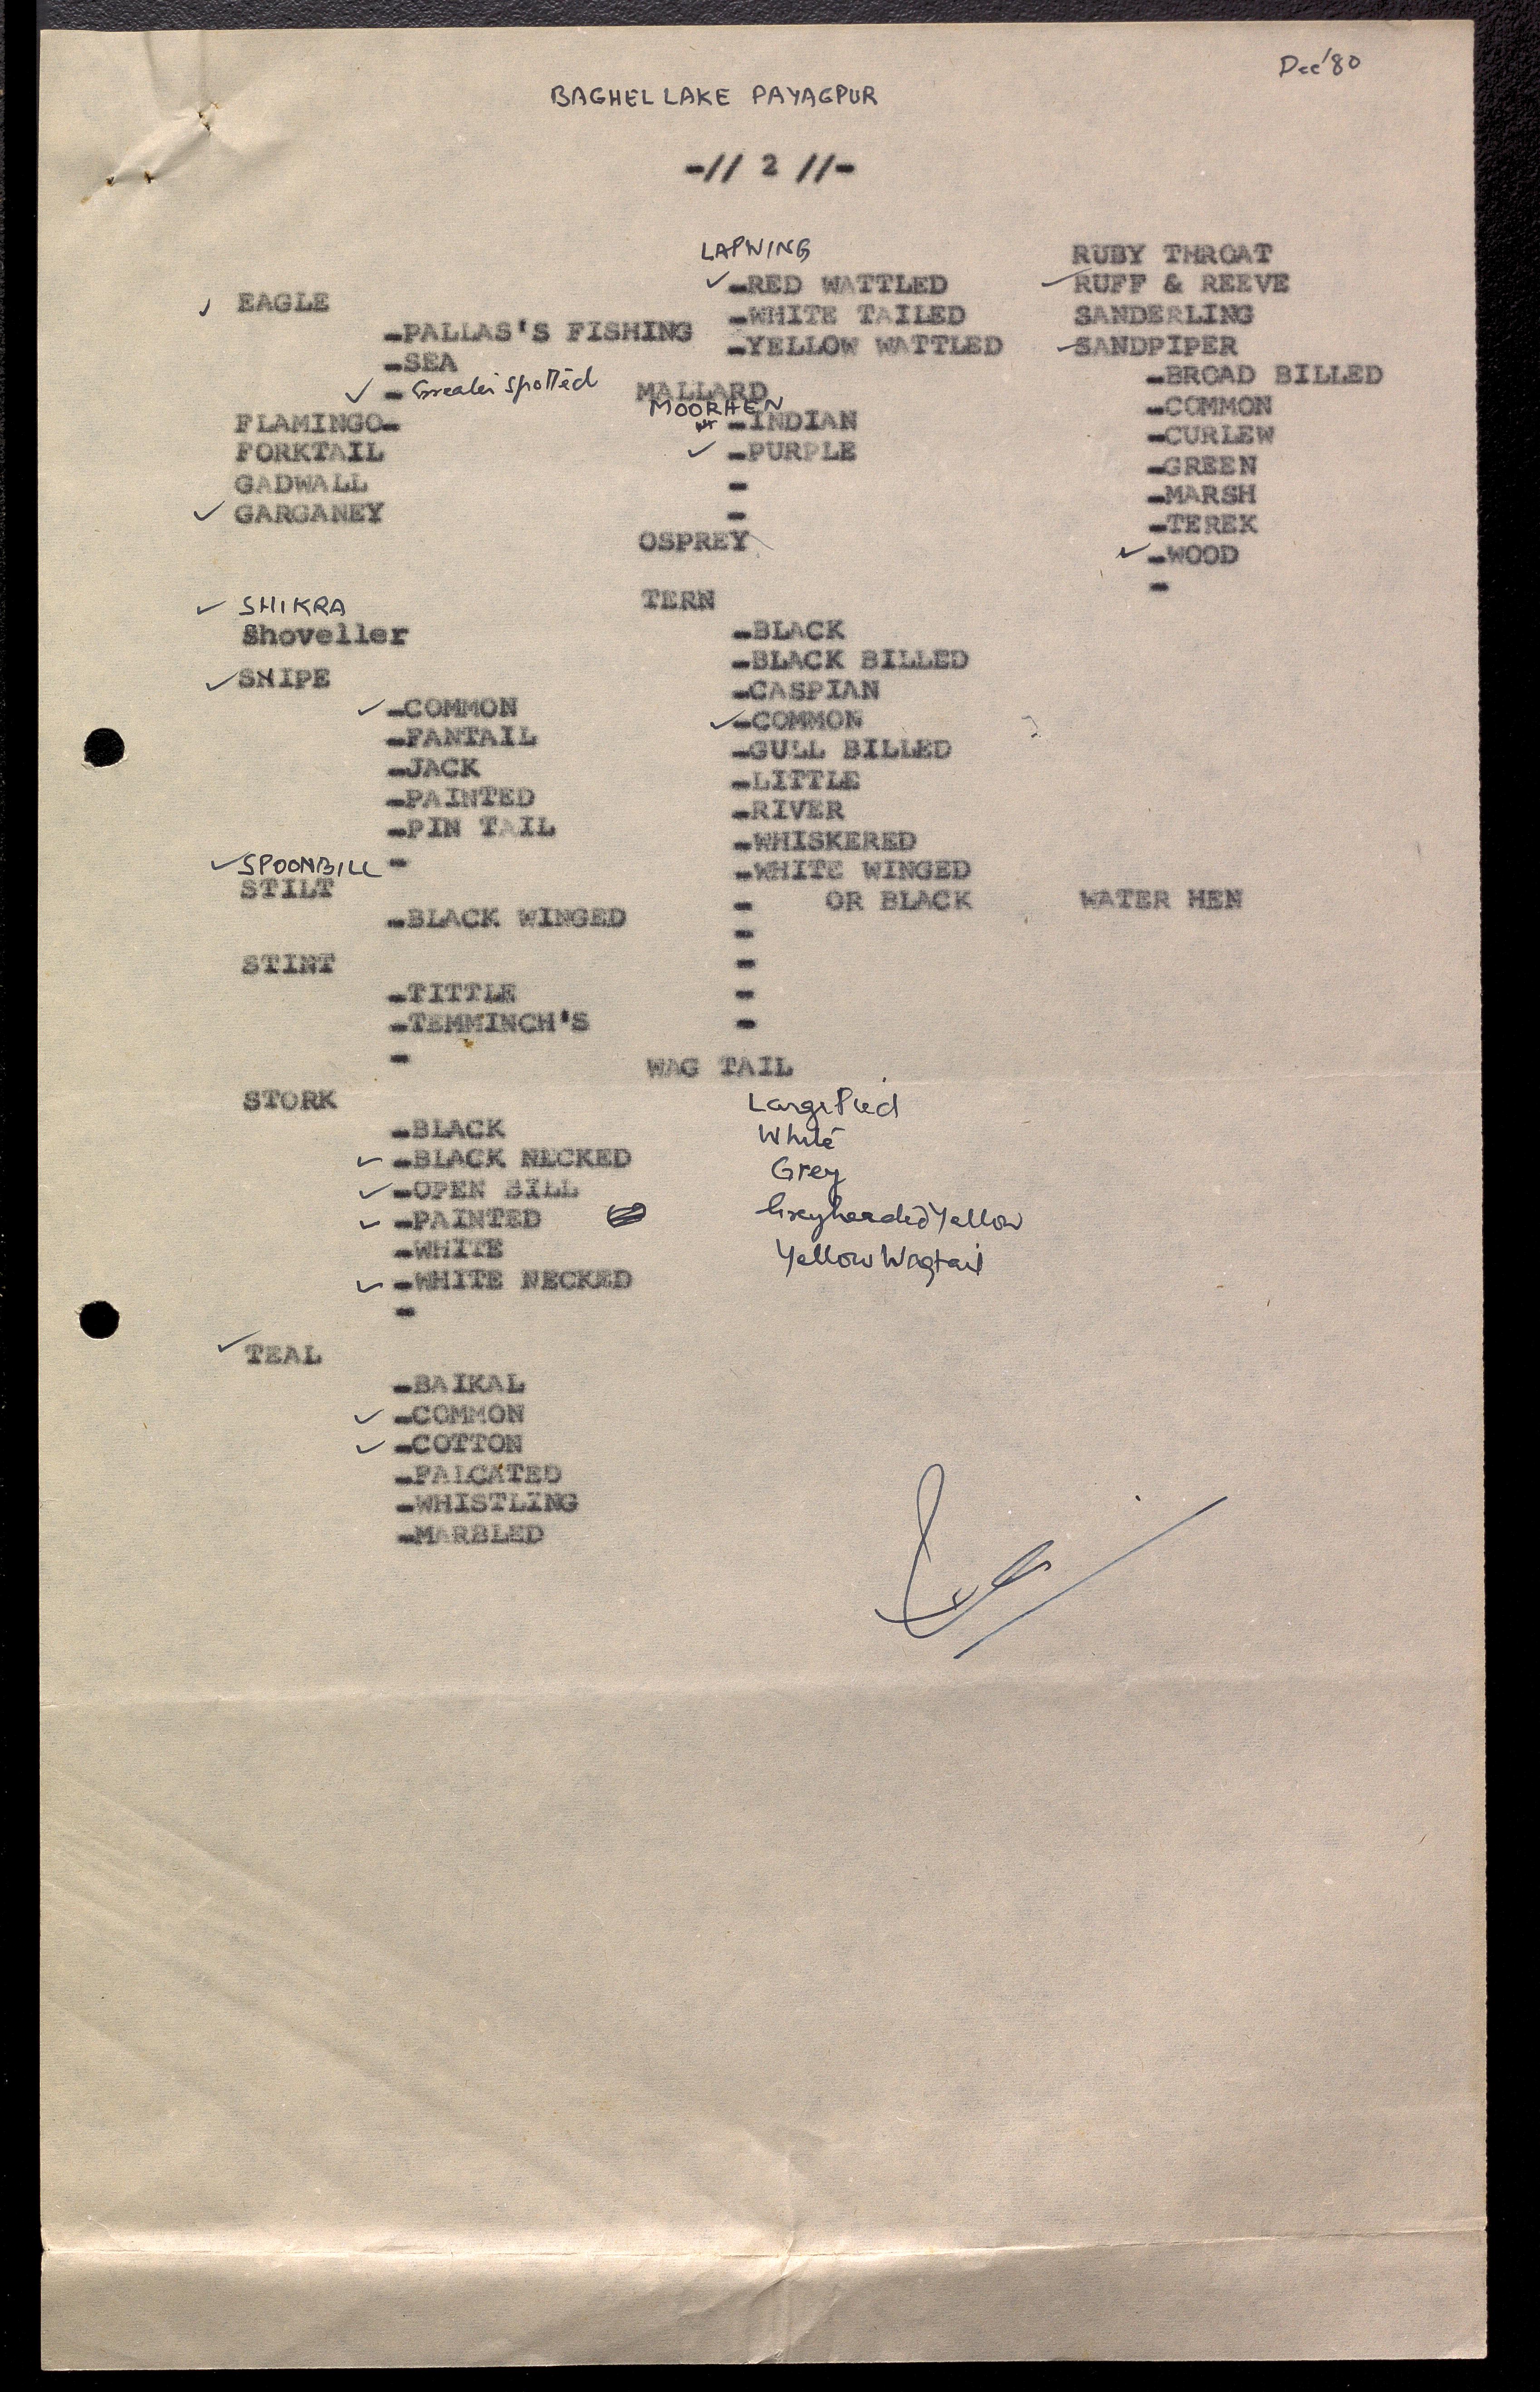 Dec '80
BAGHEL LAKE PAYAGPUR
-// 2 //-
✓ EAGLE
-PALLAS'S FISHING
-SEA
✓ - Greater Spotted
FLAMINGO-
FORKTAIL
GADWALL
✓ GARGANEY
✓ SHIKRA
Shoveller
✓ SNIPE
✓ -COMMON
-FANTAIL
-JACK
-PAINTED
-PIN TAIL
-
✓ SPOONBILL
STILT
-BLACK WINGED
STINT
-TITTLE
-TEMMINCH'S
-
STORK
-BLACK
✓ -BLACK NECKED
✓ -OPEN BILL
✓ -PAINTED
-WHITE
✓ -WHITE NECKED
-
✓ TEAL
-BAIKAL
✓ -COMMON
✓ -COTTON
-FALCATED
-WHISTLING
-MARBLED
LAPWING
✓ -RED WATTLED
-WHITE TAILED
-YELLOW WATTLED
MALLARD
MOORHEN
-INDIAN
✓ -PURPLE
-
-
OSPREY
TERN
-BLACK
-BLACK BILLED
-CASPIAN
✓ -COMMON
-GULL BILLED
-LITTLE
-RIVER
-WHISKERED
-WHITE WINGED
- OR BLACK
-
-
-
-
WAG TAIL
Large Pied
White
Grey
Greyheaded Yellow
Yellow Wagtail
RUBY THROAT
✓ RUFF & REEVE
SANDERLING
✓ SANDPIPER
-BROAD BILLED
-COMMON
-CURLEW
-GREEN
-MARSH
-TEREK
✓ -WOOD
-
WATER HEN